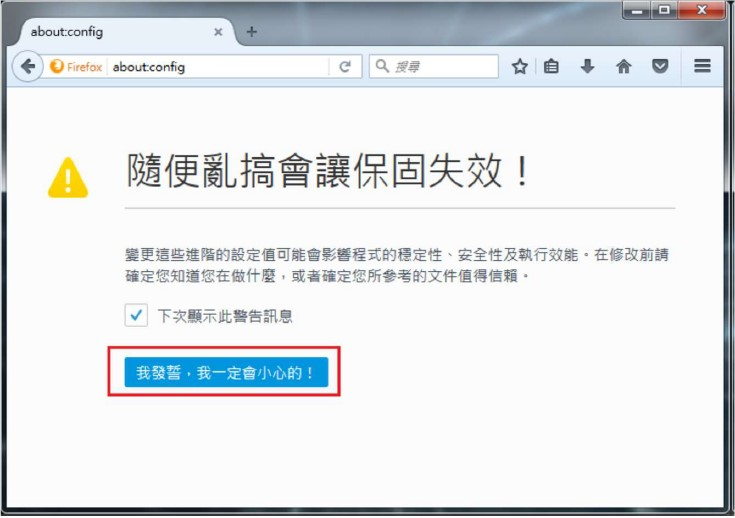 about:config
Firefox about:config 搜尋
隨便亂搞會讓保固失效！
變更這些進階的設定值可能會影響程式的穩定性、安全性及執行效能。在修改前請
確定您知道您在做什麼，或者確定您所參考的文件值得信賴。
下次顯示此警告訊息
我發誓，我一定會小心的！